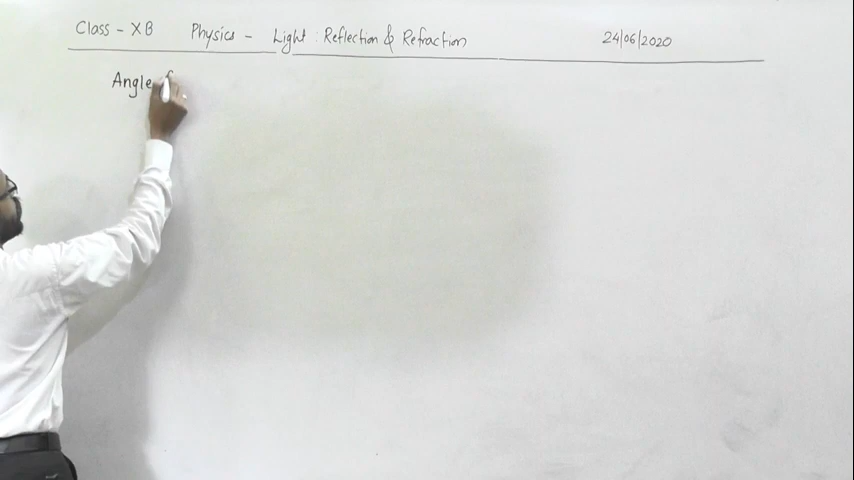 Class - X B Physics - Light : Reflection & Refraction 24/06/2020
Angle